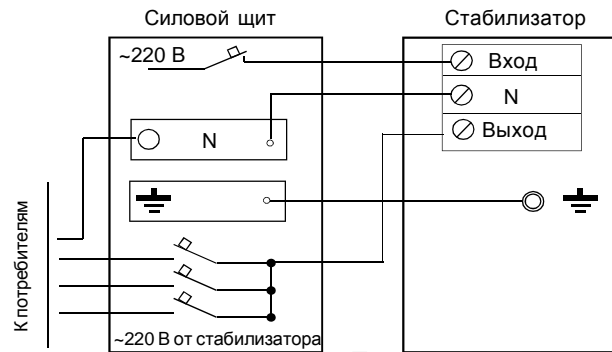 Силовой щит
Стабилизатор
~220 В
Вход
N
N
Выход
К потребителям
~220 В от стабилизатора